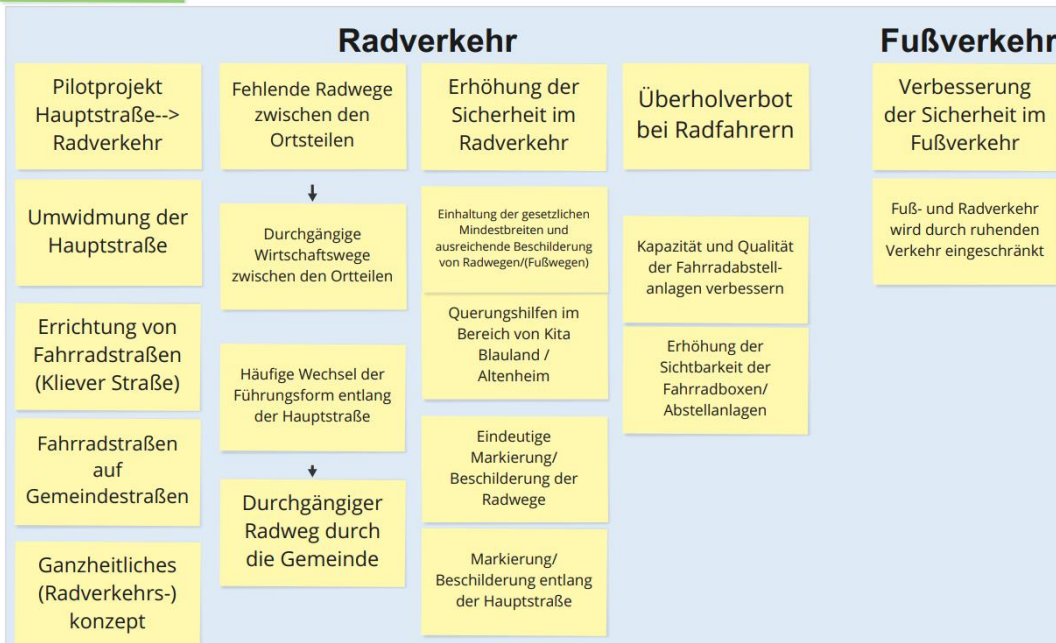 Radverkehr
Pilotprojekt
Hauptstraße-->
Radverkehr
Umwidmung der
Hauptstraße
Errichtung von
Fahrradstraßen
(Kliever Straße)
Fahrradstraßen
auf
Gemeindestraßen
Ganzheitliches
(Radverkehrs-)
konzept
Fehlende Radwege
zwischen den
Ortsteilen
Durchgängige
Wirtschaftswege
zwischen den Ortteilen
Häufige Wechsel der
Führungsform entlang
der Hauptstraße
Durchgängiger
Radweg durch
die Gemeinde
Erhöhung der
Sicherheit im
Radverkehr
Einhaltung der gesetzlichen
Mindestbreiten und
ausreichende Beschilderung
von Radwegen/(Fußwegen)
Querungshilfen im
Bereich von Kita
Blauland /
Altenheim
Eindeutige
Markierung/
Beschilderung der
Radwege
Markierung/
Beschilderung entlang
der Hauptstraße
Überholverbot
bei Radfahrern
Kapazität und Qualität
der Fahrradabstell-
anlagen verbessern
Erhöhung der
Sichtbarkeit der
Fahrradboxen/
Abstellanlagen
Fußverkehr
Verbesserung
der Sicherheit im
Fußverkehr
Fuß- und Radverkehr
wird durch ruhenden
Verkehr eingeschränkt